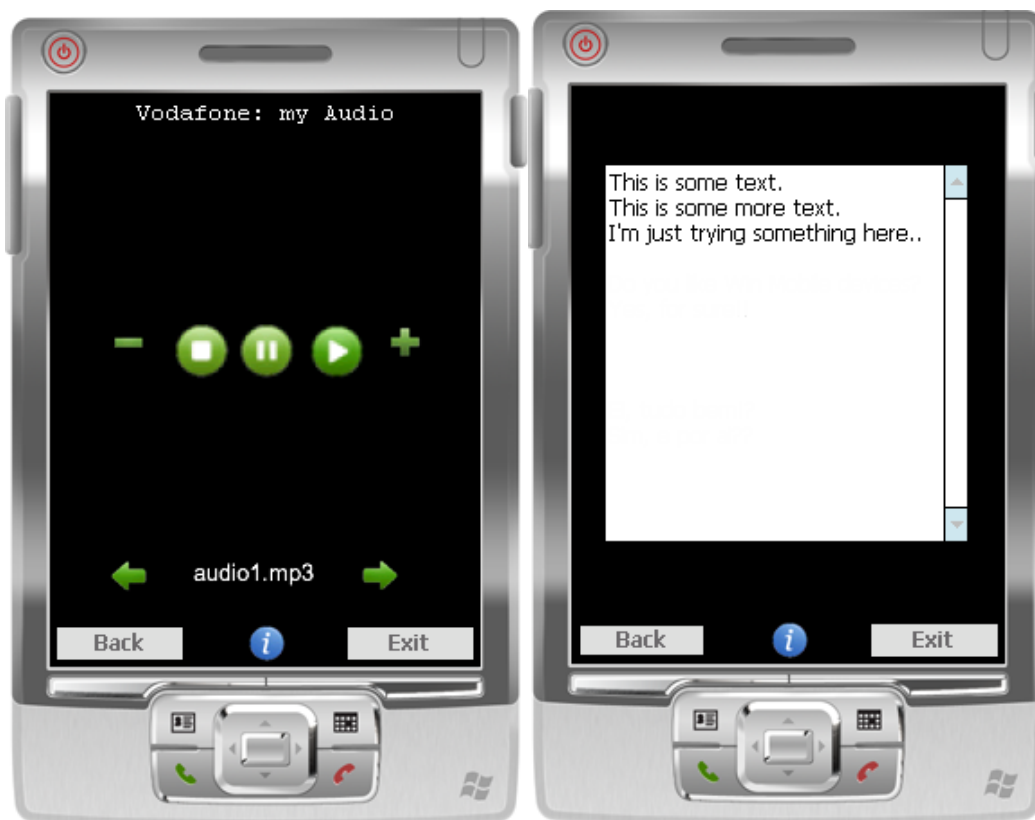 Vodafone: my Audio
audio1.mp3
Back
Exit
This is some text.
This is some more text.
I'm just trying something here..
Back
Exit